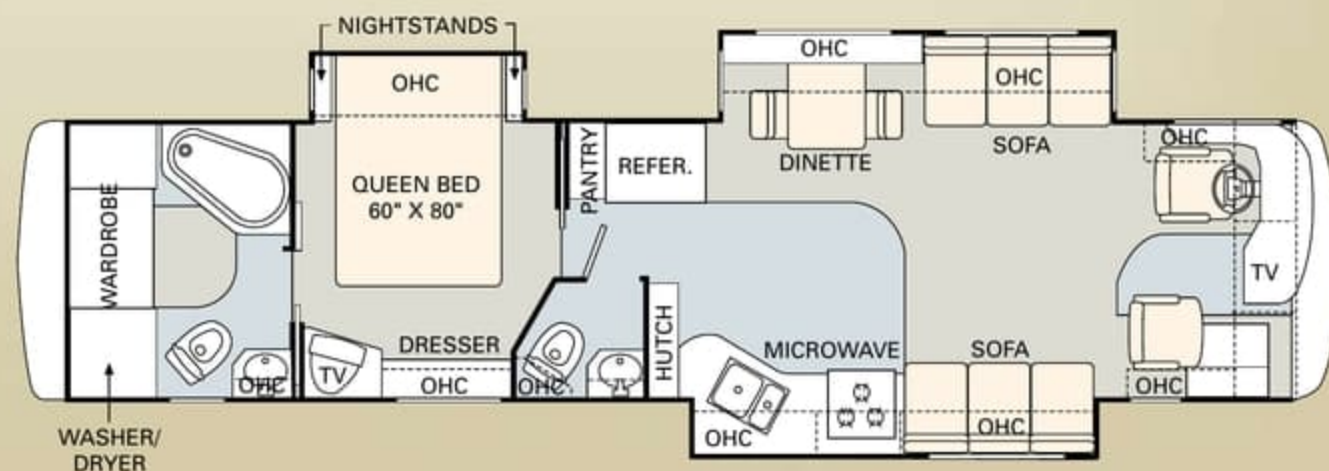 NIGHTSTANDS
OHC
OHC
OHC
OHC
PANTRY
REFER.
DINETTE
SOFA
WARDROBE
QUEEN BED
60" X 80"
TV
HUTCH
DRESSER
MICROWAVE
SOFA
TV
OHC
OHC
OHC
OHC
OHC
OHC
WASHER/
DRYER